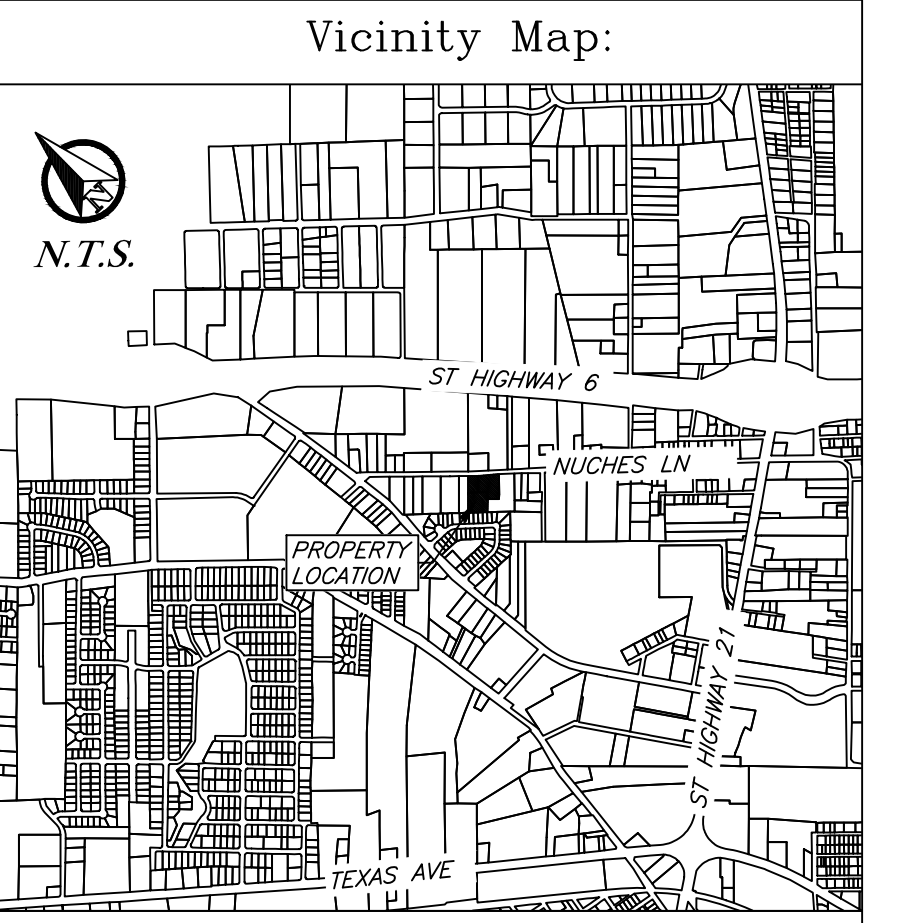 Vicinity Map:
N
N.T.S.
ST HIGHWAY 6
NUCHES LN
PROPERTY
LOCATION
ST HIGHWAY 21
TEXAS AVE